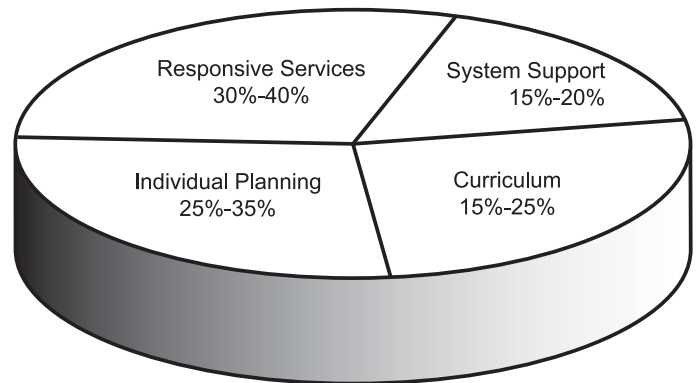 Responsive Services
30%-40%
System Support
15%-20%
Individual Planning
25%-35%
Curriculum
15%-25%